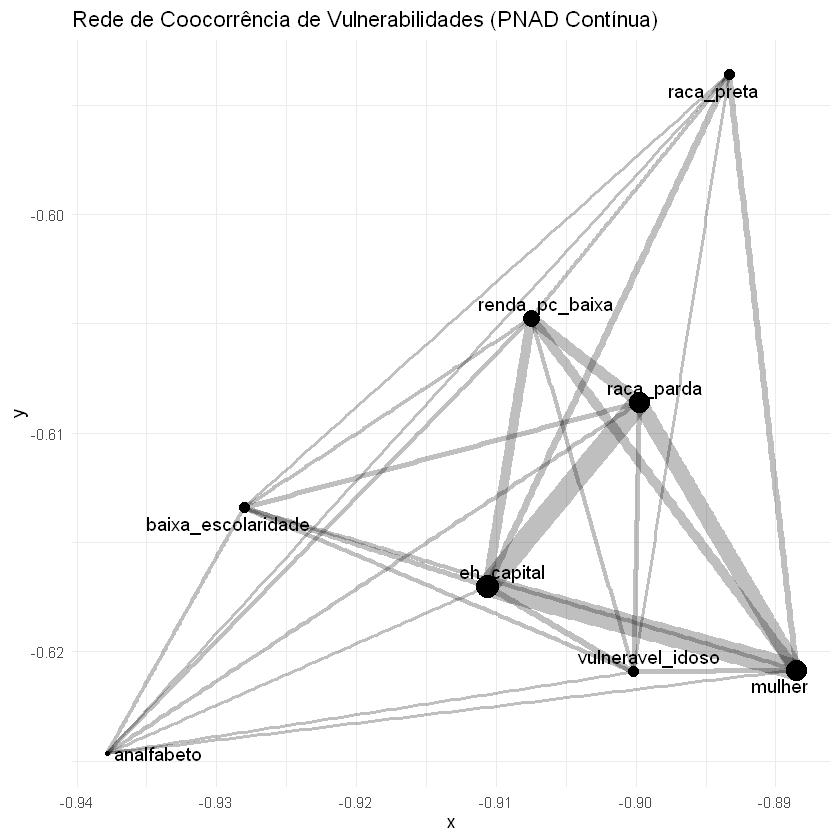 Rede de Coocorrência de Vulnerabilidades (PNAD Contínua)
raca_preta
-0.60
renda_pc_baixa
raca_parda
-0.61
y
baixa_escolaridade
eh_capital
-0.62
vulneravel_idoso
mulher
analfabeto
-0.94 -0.93 -0.92 -0.91 -0.90 -0.89
x